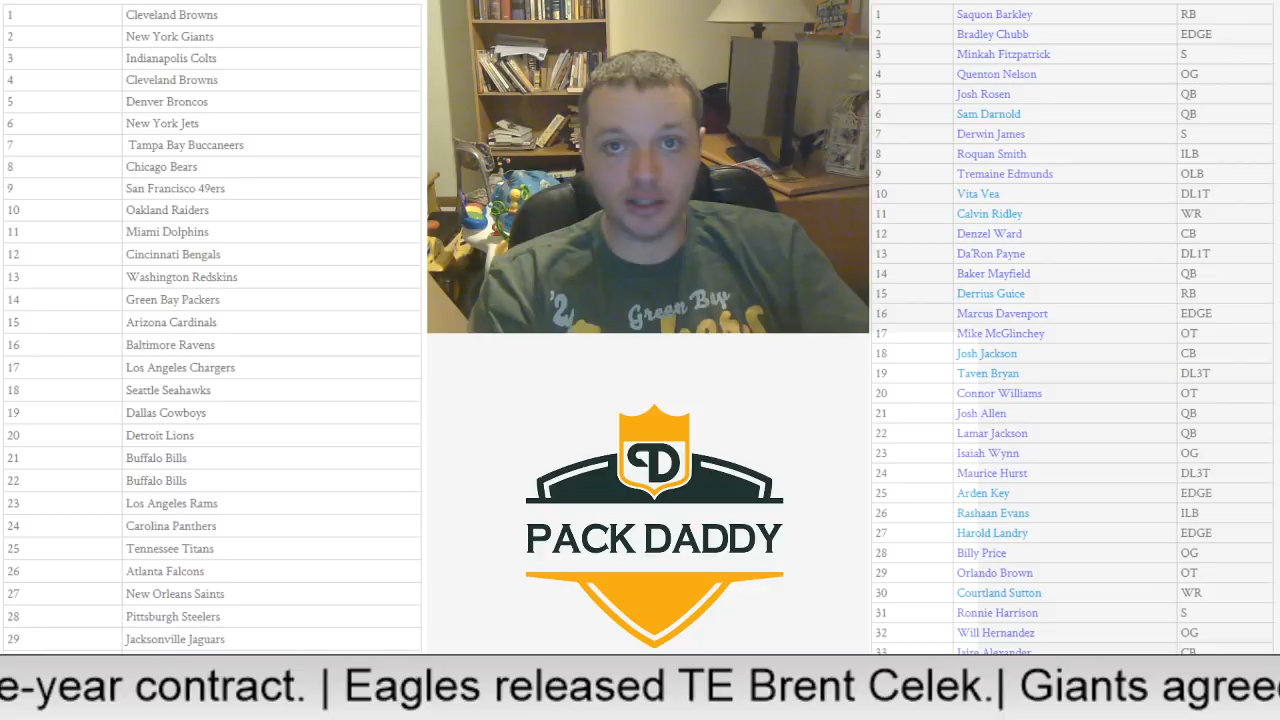 1 Cleveland Browns
2 New York Giants
3 Indianapolis Colts
4 Cleveland Browns
5 Denver Broncos
6 New York Jets
7 Tampa Bay Buccaneers
8 Chicago Bears
9 San Francisco 49ers
10 Oakland Raiders
11 Miami Dolphins
12 Cincinnati Bengals
13 Washington Redskins
14 Green Bay Packers
15 Arizona Cardinals
16 Baltimore Ravens
17 Los Angeles Chargers
18 Seattle Seahawks
19 Dallas Cowboys
20 Detroit Lions
21 Buffalo Bills
22 Buffalo Bills
23 Los Angeles Rams
24 Carolina Panthers
25 Tennessee Titans
26 Atlanta Falcons
27 New Orleans Saints
28 Pittsburgh Steelers
29 Jacksonville Jaguars
'2 Green Bay
PD
PACK DADDY
1 Saquon Barkley RB
2 Bradley Chubb EDGE
3 Minkah Fitzpatrick S
4 Quenton Nelson OG
5 Josh Rosen QB
6 Sam Darnold QB
7 Derwin James S
8 Roquan Smith ILB
9 Tremaine Edmunds OLB
10 Vita Vea DL1T
11 Calvin Ridley WR
12 Denzel Ward CB
13 Da'Ron Payne DL1T
14 Baker Mayfield QB
15 Derrius Guice RB
16 Marcus Davenport EDGE
17 Mike McGlinchey OT
18 Josh Jackson CB
19 Taven Bryan DL3T
20 Connor Williams OT
21 Josh Allen QB
22 Lamar Jackson QB
23 Isaiah Wynn OG
24 Maurice Hurst DL3T
25 Arden Key EDGE
26 Rashaan Evans ILB
27 Harold Landry EDGE
28 Billy Price OG
29 Orlando Brown OT
30 Courtland Sutton WR
31 Ronnie Harrison S
32 Will Hernandez OG
33 Jaire Alexander CB
e-year contract. | Eagles released TE Brent Celek.| Giants agreed